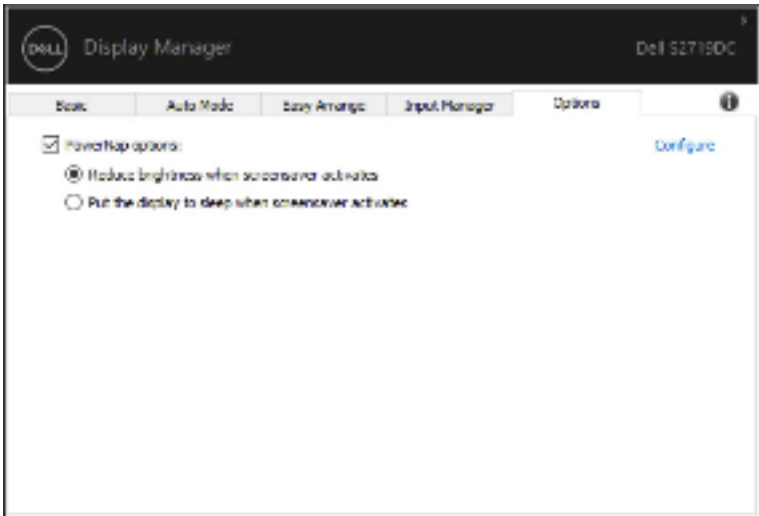 DELL Display Manager Dell S2719DC
Basic Auto Mode Easy Arrange Input Manager Options
PowerNap options: Configure
Reduce brightness when screensaver activates
Put the display to sleep when screensaver activates